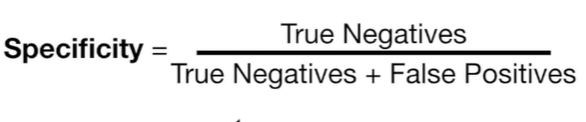 True Negatives
Specificity =
True Negatives + False Positives